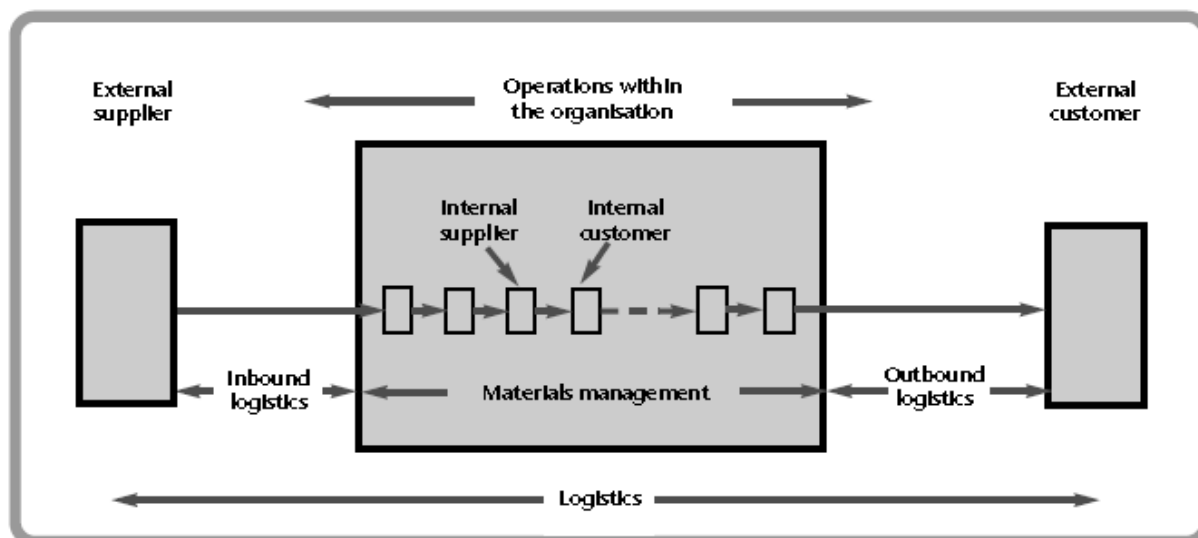 External
supplier
Operations within
the organisation
External
customer
Internal
supplier
Internal
customer
Inbound
logistics
Materials management
Outbound
logistics
Logistics